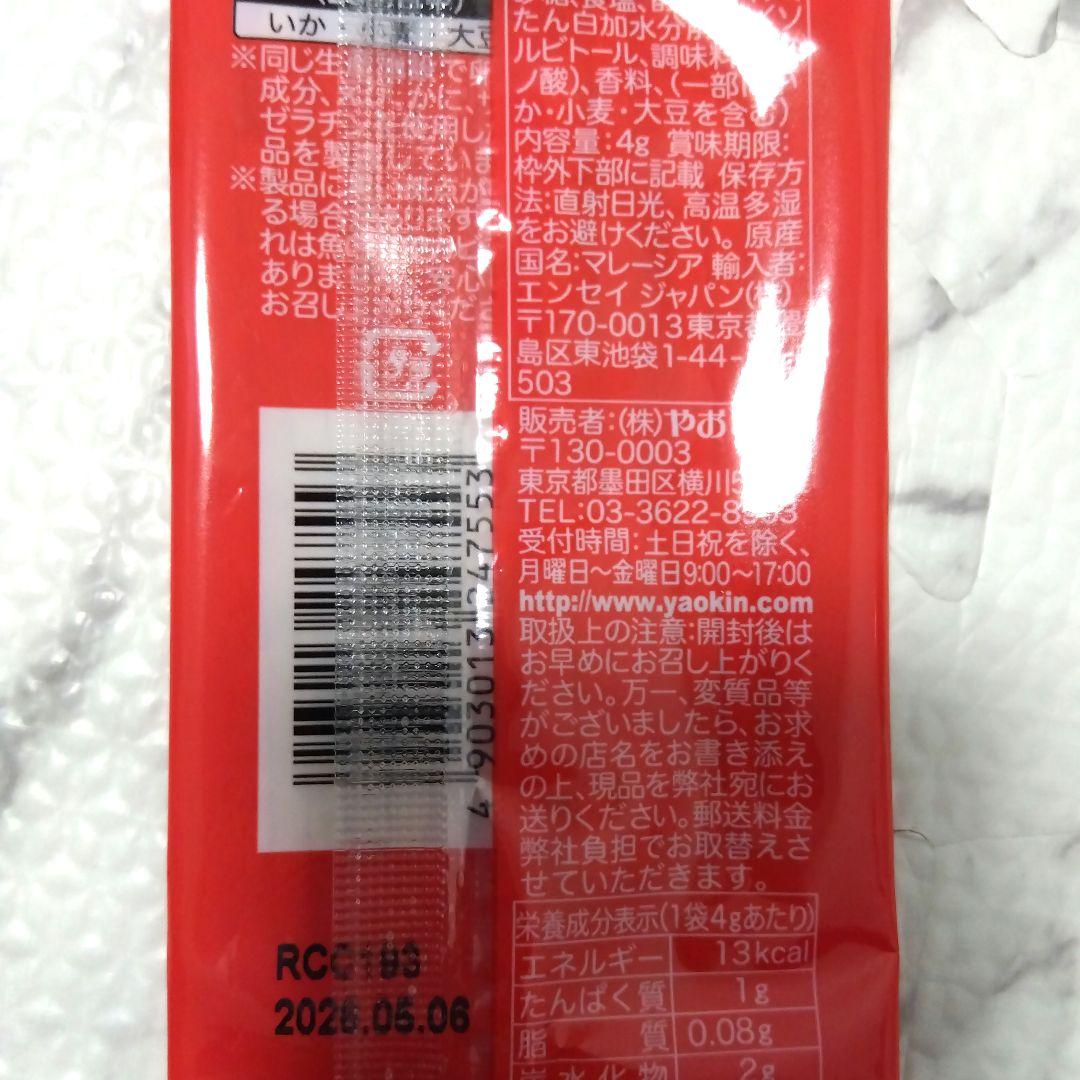 いか 小麦 大豆
※同じ生
成分、
ゼラチ
品を製
※製品に
る場合
れは魚
ありま
お召し
たん白加水分
ルビトール、調味料
ノ酸)、香料、(一部
か・小麦・大豆を含む)
内容量:4g 賞味期限:
枠外下部に記載 保存方
法:直射日光、高温多湿
をお避けください。原産
国名:マレーシア 輸入者:
エンセイ ジャパン(株)
〒170-0013東京都豊
島区東池袋1-44-
503
販売者:(株)やお
〒130-0003
東京都墨田区横川
TEL:03-3622-8
受付時間:土日祝を除く、
月曜日〜金曜日9:00〜17:00
http://www.yaokin.com
取扱上の注意:開封後は
お早めにお召し上がりく
ださい。万一、変質品等
がございましたら、お求
めの店名をお書き添え
の上、現品を弊社宛にお
送りください。郵送料金
弊社負担でお取替えさ
せていただきます。
栄養成分表示(1袋4gあたり)
エネルギー 13kcal
たんぱく質 1g
脂質 0.08g
炭水化物 2g
4 903013 247553
RCC193
2026.05.06